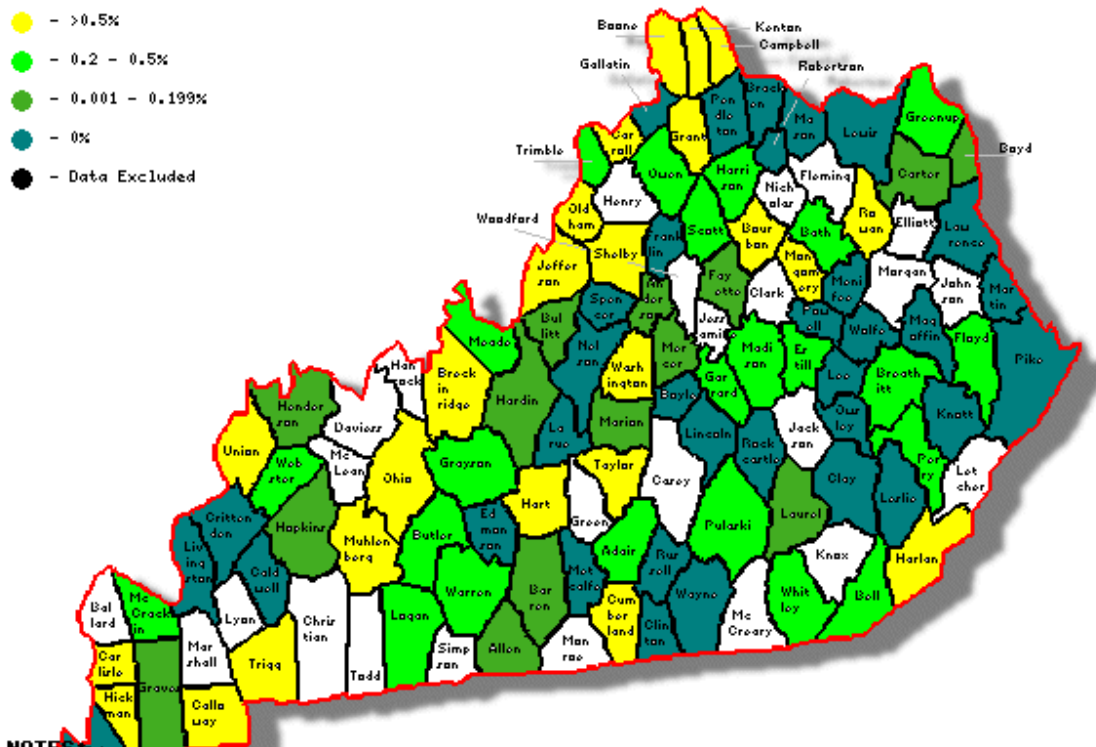 - >0.5%
- 0.2 - 0.5%
- 0.001 - 0.199%
- 0%
- Data Excluded
Boone
Kenton
Campbell
Gallatin
Robertson
Pen
dle
ton
Brack
en
Ma
son
Lewis
Greenup
Boyd
Carter
Grant
Car
roll
Trimble
Owen
Harri
son
Nich
olas
Fleming
Henry
Old
ham
Woodford
Shelby
Frank
lin
Scott
Bour
bon
Bath
Ro
wan
Elliott
Law
rence
Jeffer
son
Mon
gom
ery
Fay
ette
Clark
Meni
fee
Morgan
John
son
Mar
tin
Spen
cer
An
der
son
Jess
amine
Bul
litt
Pow
ell
Wolfe
Mag
offin
Floyd
Pike
Meade
Nel
son
Wash
ington
Mer
cer
Gar
rard
Madi
son
Es
till
Lee
Breath
itt
Knott
Han
cock
Breck
in
ridge
Hardin
Boyle
Hender
son
Daviess
La
rue
Marion
Lincoln
Rock
castle
Jack
son
Ows
ley
Per
ry
Let
cher
Union
Web
ster
Mc
Lean
Ohio
Grayson
Taylor
Casey
Clay
Leslie
Hart
Green
Pulaski
Laurel
Critten
den
Hopkins
Muhlen
berg
Butler
Ed
man
son
Adair
Knox
Harlan
Liv
ing
ston
Cald
well
Warren
Bar
ren
Met
calfe
Rus
sell
Wayne
Whit
ley
Bell
Bal
lard
Mc
Crack
in
Lyon
Chris
tian
Logan
Cum
ber
land
Clin
ton
Mc
Creary
Mar
shall
Trigg
Todd
Simp
son
Allen
Mon
roe
Car
lisle
Graves
Hick
man
Callo
way
NOTES